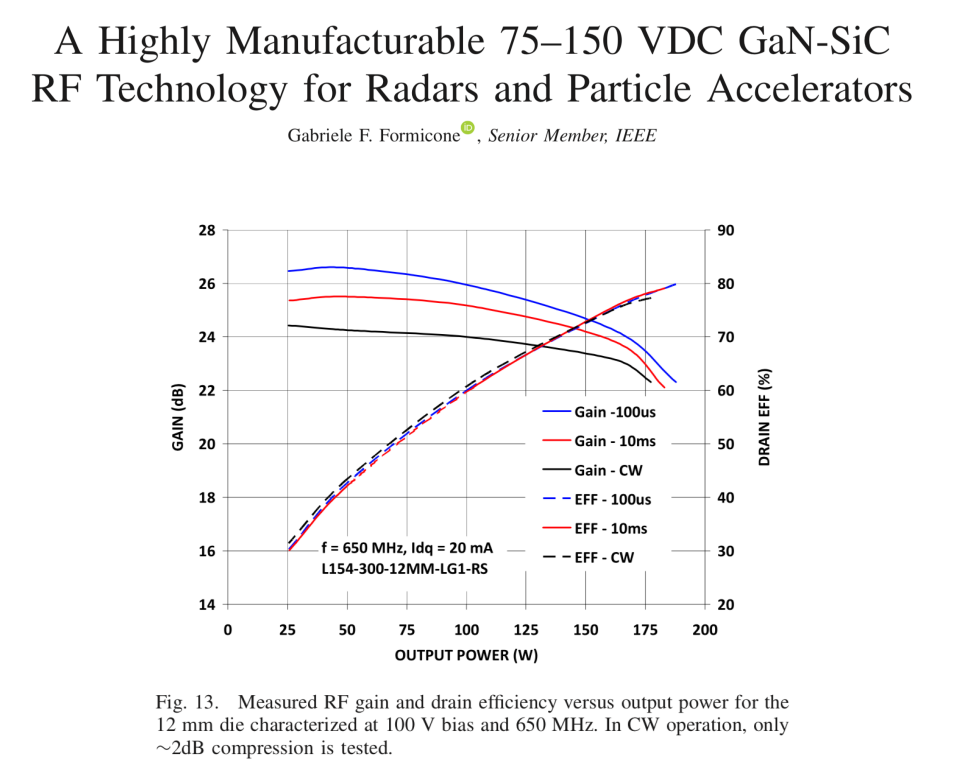 A Highly Manufacturable 75–150 VDC GaN-SiC
RF Technology for Radars and Particle Accelerators
Gabriele F. Formicone iD, Senior Member, IEEE
28
26
24
22
20
18
16
14
GAIN (dB)
90
80
70
60
50
40
30
20
DRAIN EFF (%)
Gain -100us
Gain - 10ms
Gain - CW
EFF - 100us
EFF - 10ms
EFF - CW
f = 650 MHz, Idq = 20 mA
L154-300-12MM-LG1-RS
0 25 50 75 100 125 150 175 200
OUTPUT POWER (W)
Fig. 13. Measured RF gain and drain efficiency versus output power for the
12 mm die characterized at 100 V bias and 650 MHz. In CW operation, only
∼2dB compression is tested.